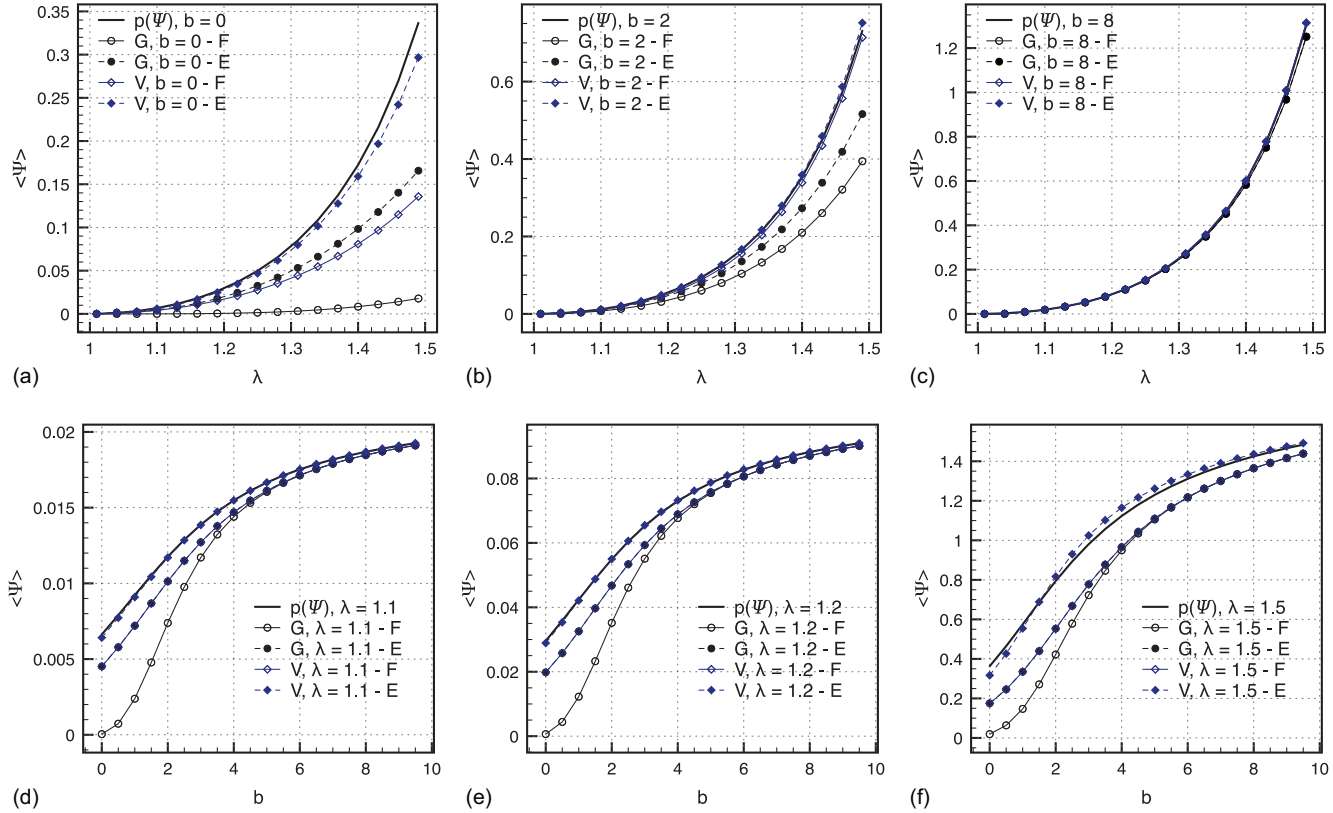 p(Ψ), b = 0
G, b = 0 - F
G, b = 0 - E
V, b = 0 - F
V, b = 0 - E
0.35
0.3
0.25
0.2
0.15
0.1
0.05
0
<Ψ>
1 1.1 1.2 1.3 1.4 1.5
(a) λ
p(Ψ), b = 2
G, b = 2 - F
G, b = 2 - E
V, b = 2 - F
V, b = 2 - E
0.6
0.4
0.2
0
<Ψ>
1 1.1 1.2 1.3 1.4 1.5
(b) λ
p(Ψ), b = 8
G, b = 8 - F
G, b = 8 - E
V, b = 8 - F
V, b = 8 - E
1.2
1
0.8
0.6
0.4
0.2
0
<Ψ>
1 1.1 1.2 1.3 1.4 1.5
(c) λ
0.02
0.015
0.01
0.005
0
<Ψ>
p(Ψ), λ = 1.1
G, λ = 1.1 - F
G, λ = 1.1 - E
V, λ = 1.1 - F
V, λ = 1.1 - E
0 2 4 6 8 10
(d) b
0.08
0.06
0.04
0.02
0
<Ψ>
p(Ψ), λ = 1.2
G, λ = 1.2 - F
G, λ = 1.2 - E
V, λ = 1.2 - F
V, λ = 1.2 - E
0 2 4 6 8 10
(e) b
1.4
1.2
1
0.8
0.6
0.4
0.2
0
<Ψ>
p(Ψ), λ = 1.5
G, λ = 1.5 - F
G, λ = 1.5 - E
V, λ = 1.5 - F
V, λ = 1.5 - E
0 2 4 6 8 10
(f) b